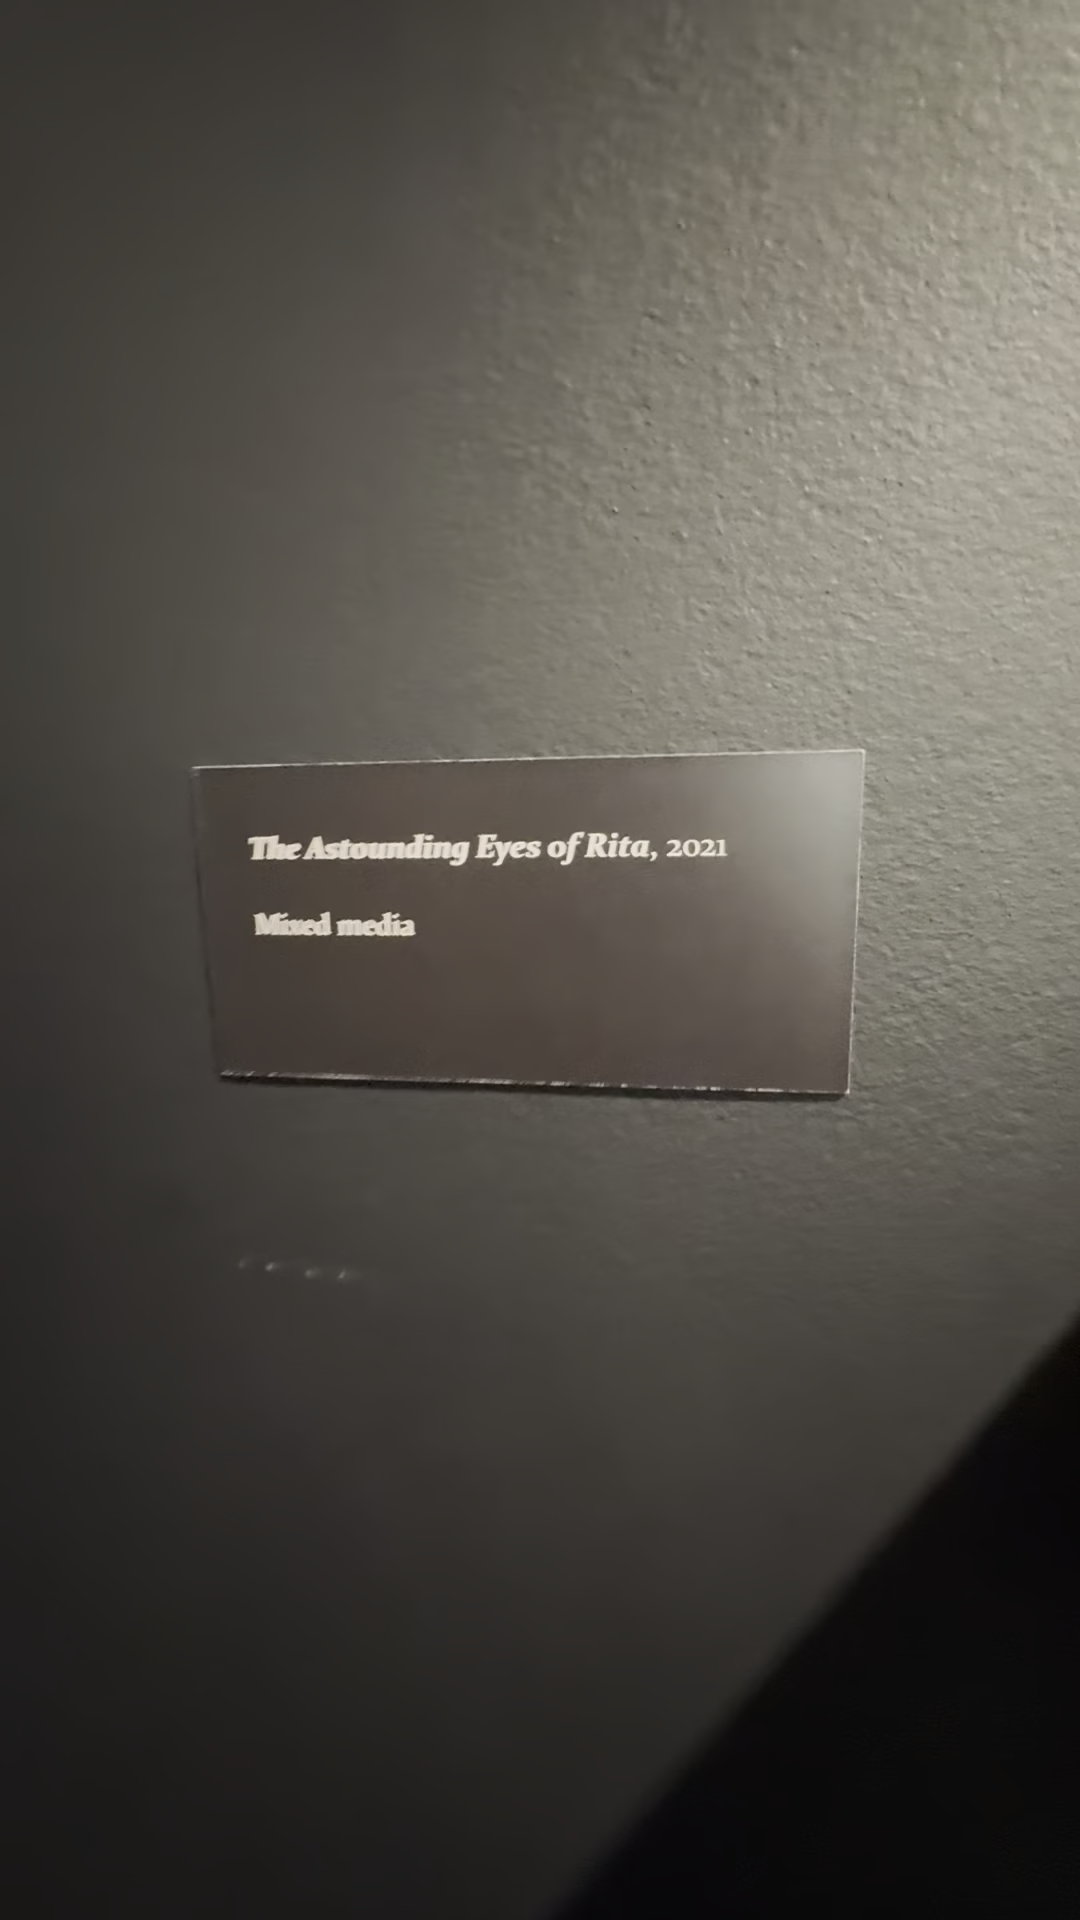 The Astounding Eyes of Rita, 2021
Mixed media